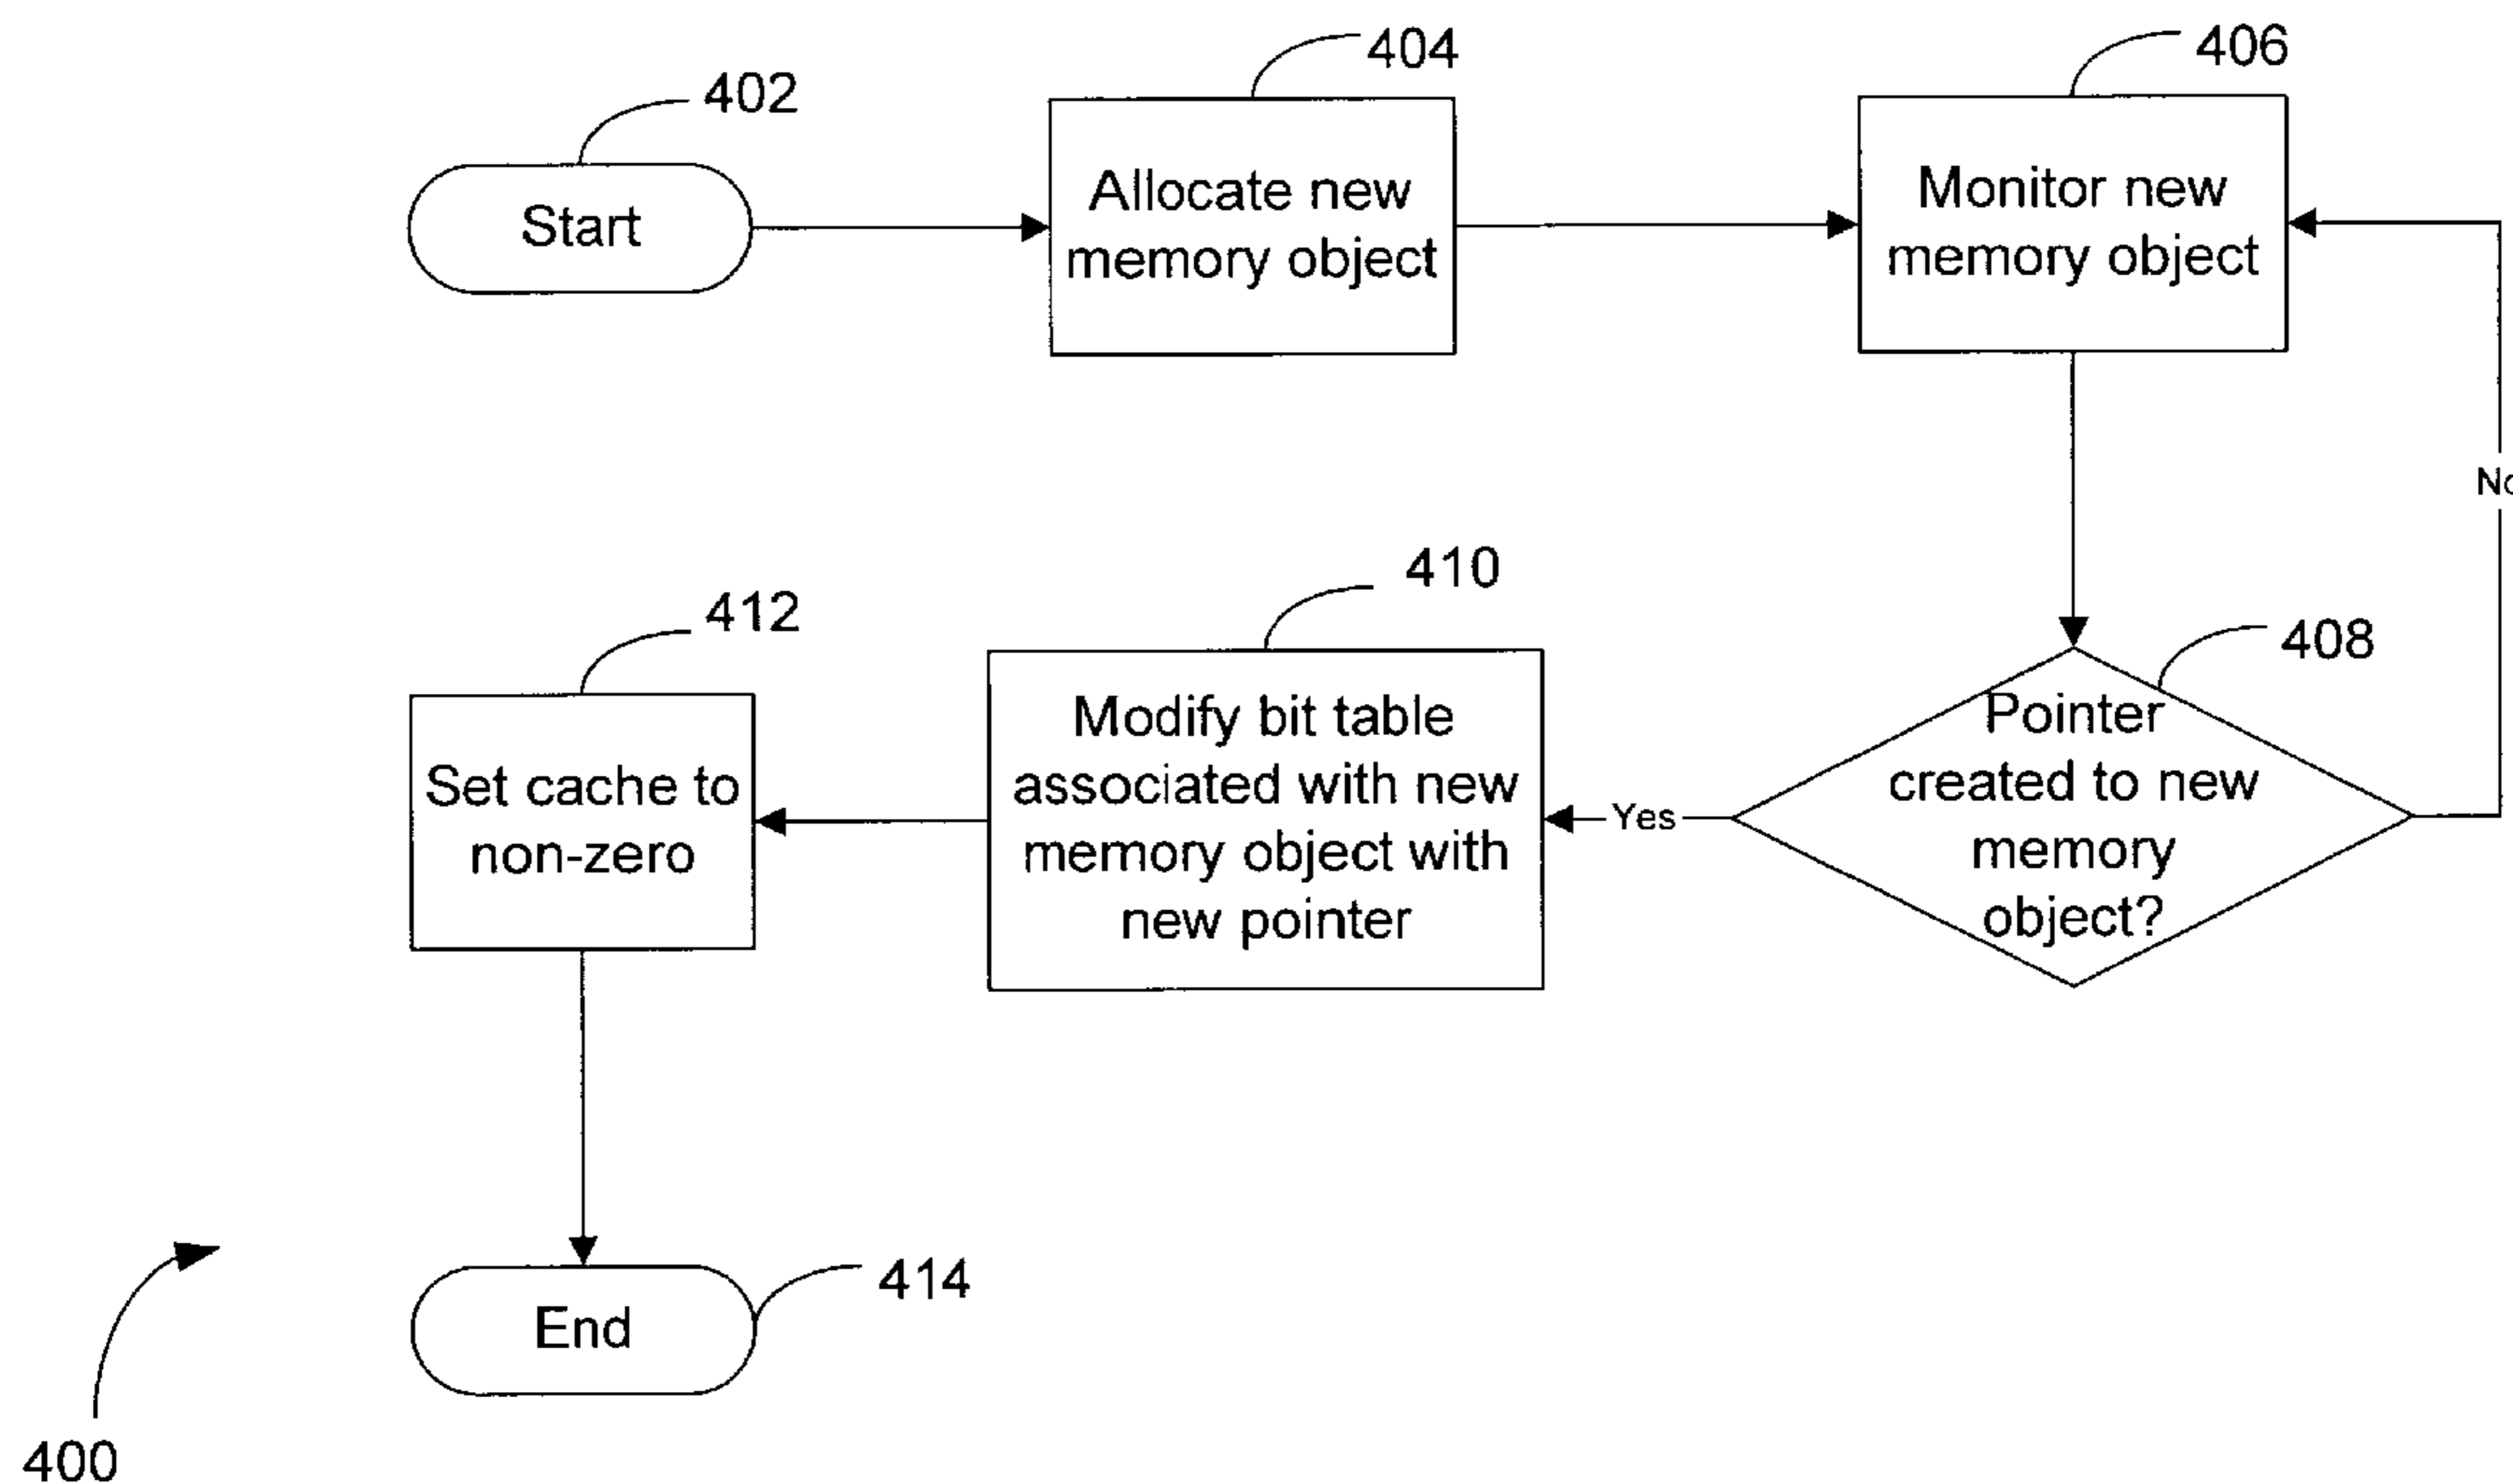 402
Start
404
Allocate new
memory object
406
Monitor new
memory object
No
408
Pointer
created to new
memory
object?
Yes
410
Modify bit table
associated with new
memory object with
new pointer
412
Set cache to
non-zero
414
End
400